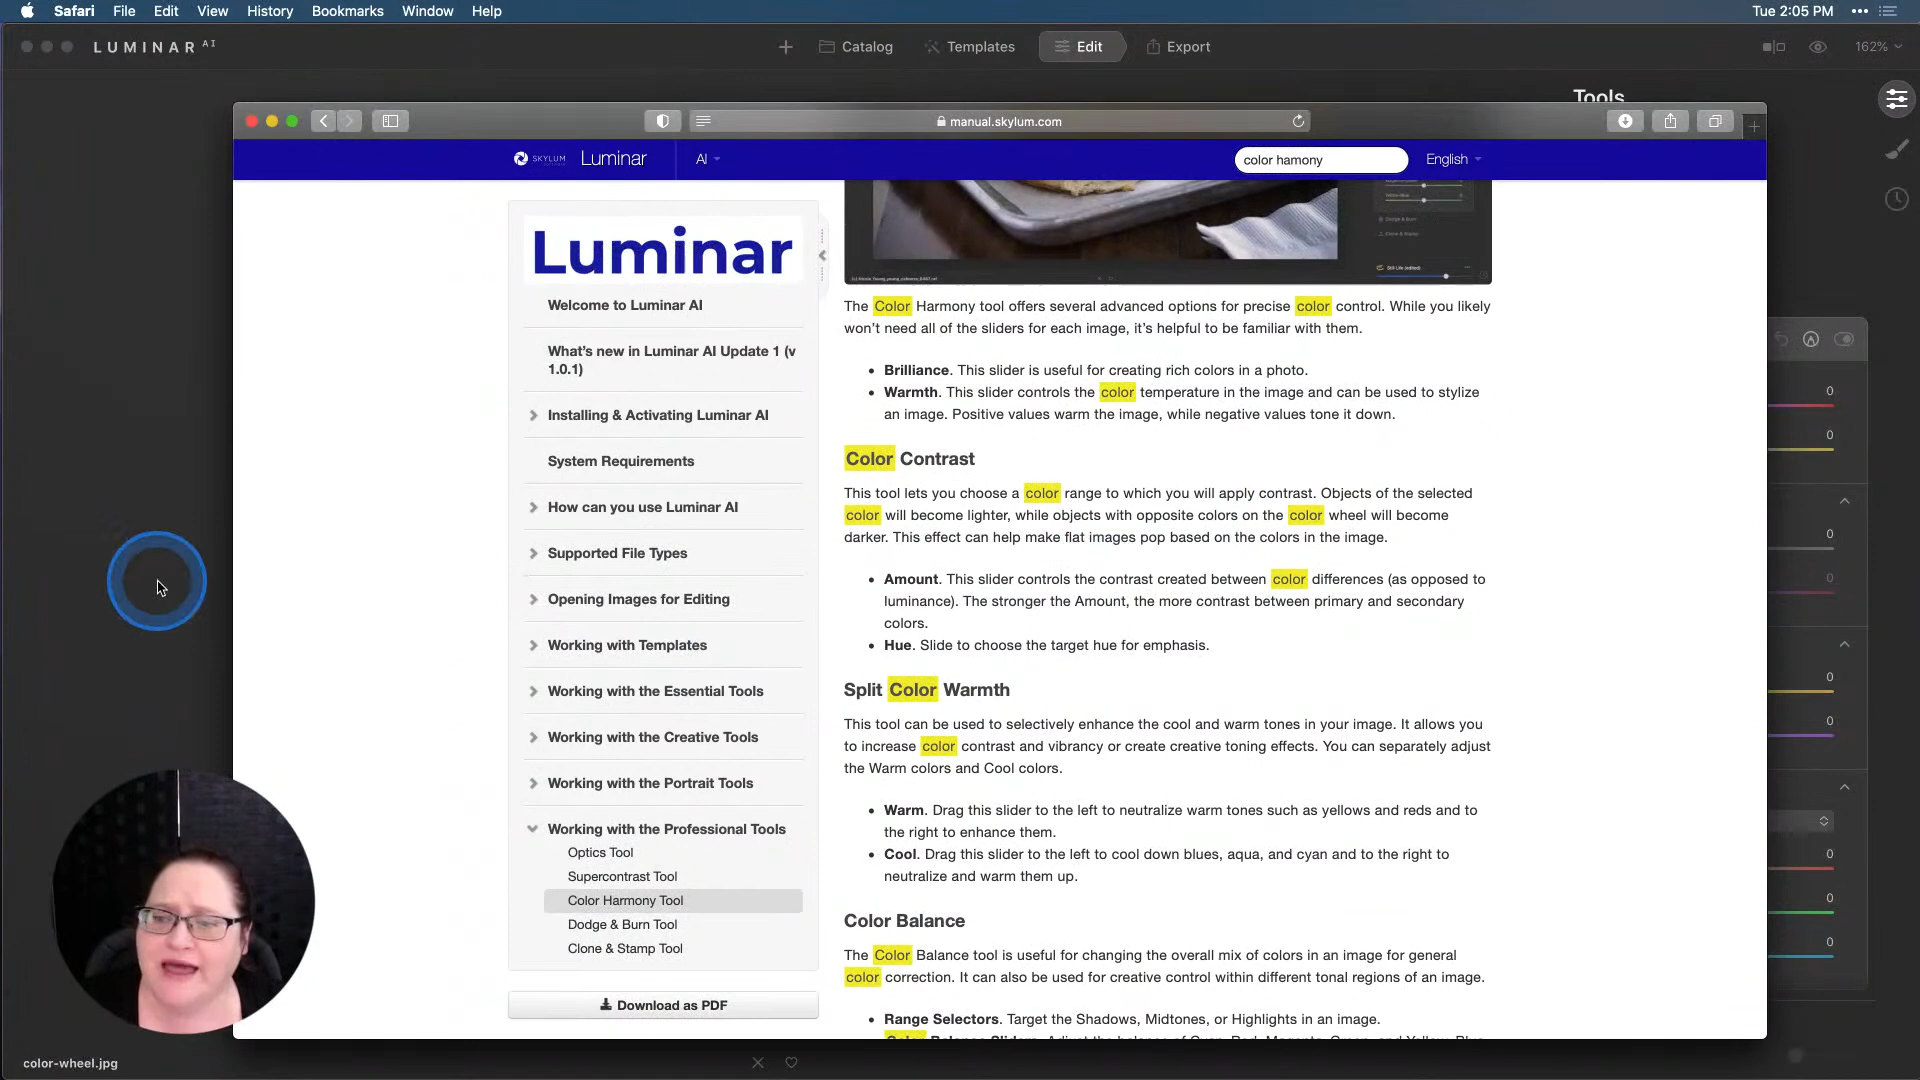 Safari File Edit View History Bookmarks Window Help
Tue 2:05 PM
LUMINAR AI
Catalog
Templates
Edit
Export
162%
Tools
manual.skylum.com
SKYLUM Luminar
AI
color hamony
English
Luminar
Welcome to Luminar AI
What's new in Luminar AI Update 1 (v
1.0.1)
Installing & Activating Luminar AI
System Requirements
How can you use Luminar AI
Supported File Types
Opening Images for Editing
Working with Templates
Working with the Essential Tools
Working with the Creative Tools
Working with the Portrait Tools
Working with the Professional Tools
Optics Tool
Supercontrast Tool
Color Harmony Tool
Dodge & Burn Tool
Clone & Stamp Tool
Download as PDF
The Color Harmony tool offers several advanced options for precise color control. While you likely
won't need all of the sliders for each image, it's helpful to be familiar with them.
• Brilliance. This slider is useful for creating rich colors in a photo.
• Warmth. This slider controls the color temperature in the image and can be used to stylize
an image. Positive values warm the image, while negative values tone it down.
Color Contrast
This tool lets you choose a color range to which you will apply contrast. Objects of the selected
color will become lighter, while objects with opposite colors on the color wheel will become
darker. This effect can help make flat images pop based on the colors in the image.
• Amount. This slider controls the contrast created between color differences (as opposed to
luminance). The stronger the Amount, the more contrast between primary and secondary
colors.
• Hue. Slide to choose the target hue for emphasis.
Split Color Warmth
This tool can be used to selectively enhance the cool and warm tones in your image. It allows you
to increase color contrast and vibrancy or create creative toning effects. You can separately adjust
the Warm colors and Cool colors.
• Warm. Drag this slider to the left to neutralize warm tones such as yellows and reds and to
the right to enhance them.
• Cool. Drag this slider to the left to cool down blues, aqua, and cyan and to the right to
neutralize and warm them up.
Color Balance
The Color Balance tool is useful for changing the overall mix of colors in an image for general
color correction. It can also be used for creative control within different tonal regions of an image.
• Range Selectors. Target the Shadows, Midtones, or Highlights in an image.
0
0
0
0
0
0
0
0
0
color-wheel.jpg